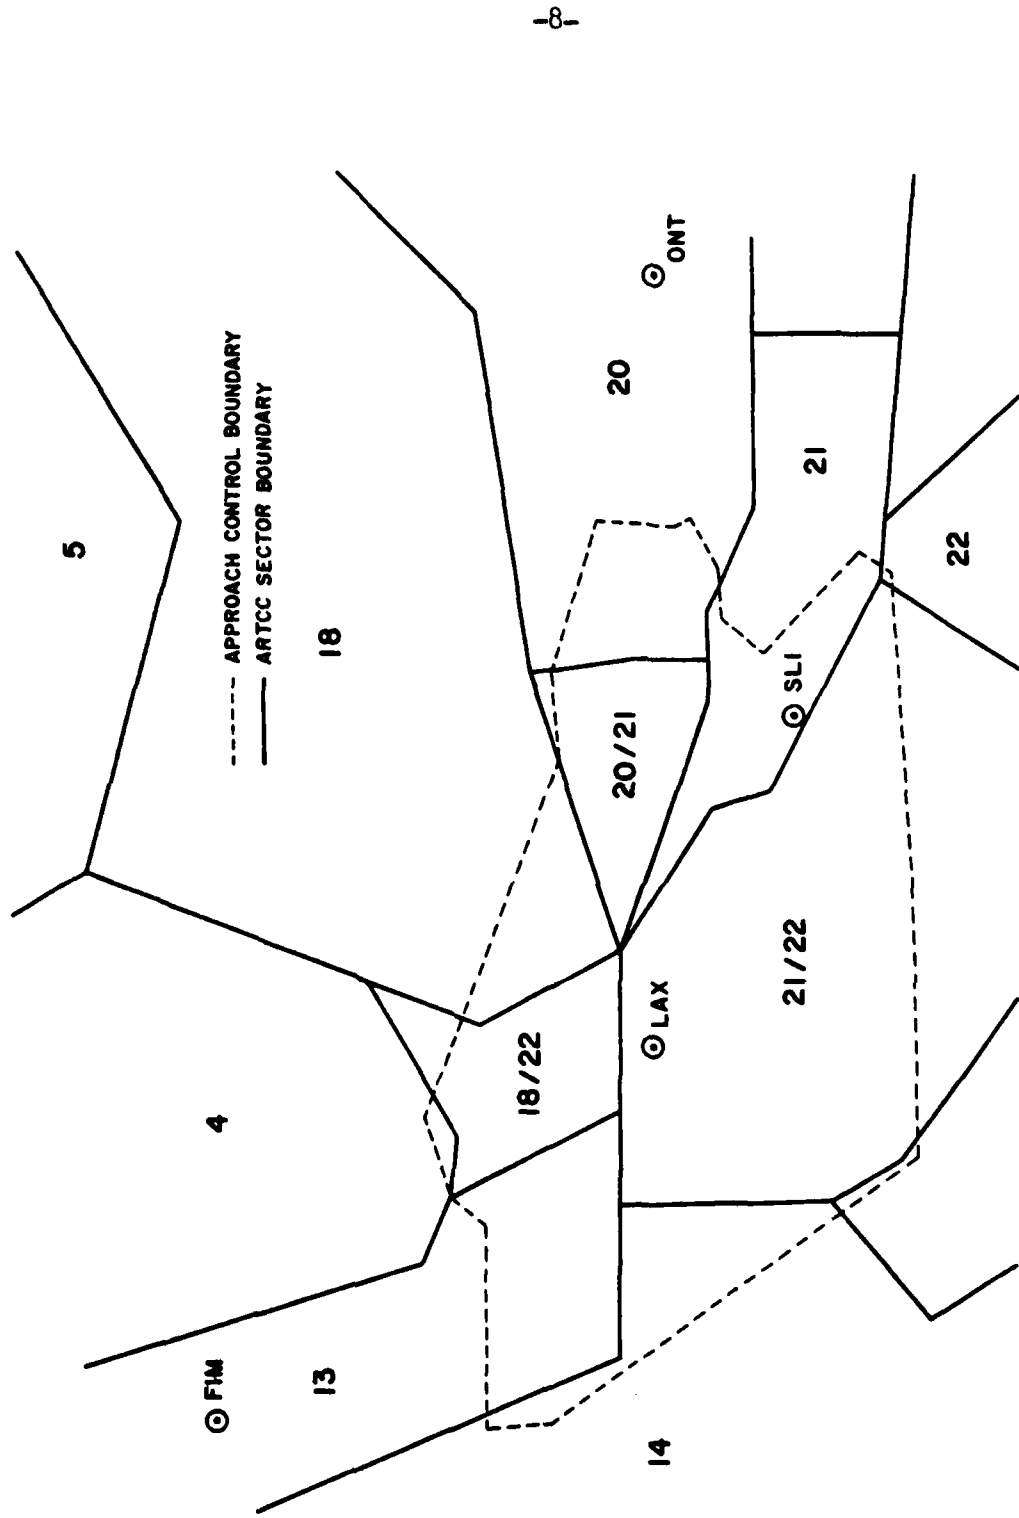 -8-
5
18
APPROACH CONTROL BOUNDARY
ARTCC SECTOR BOUNDARY
20
ONT
21
22
20/21
SLI
4
18/22
LAX
21/22
FIM
13
14